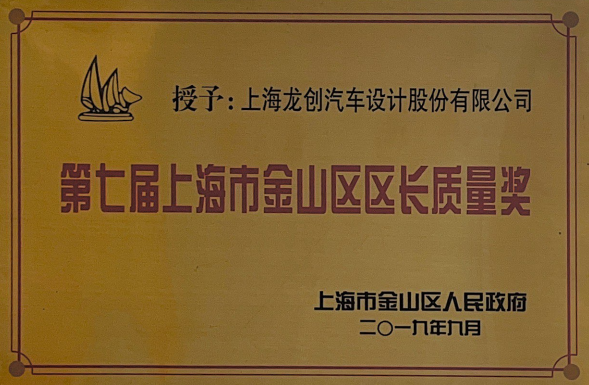 授予：上海龙创汽车设计股份有限公司
第七届上海市金山区区长质量奖
上海市金山区人民政府
二〇一九年九月